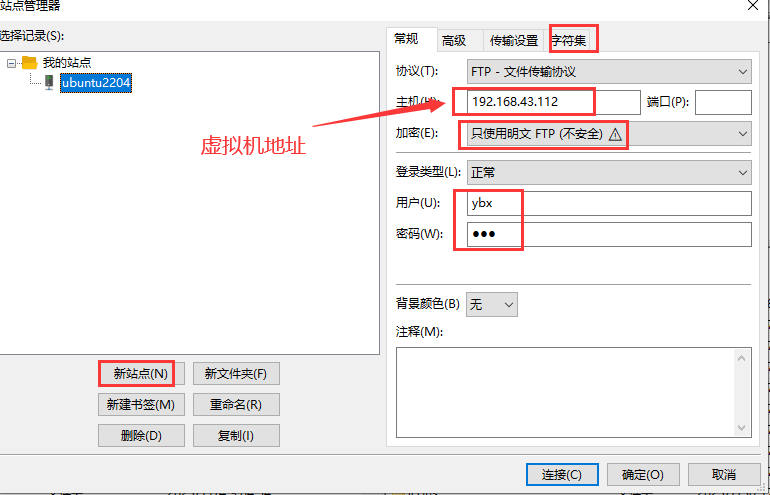 站点管理器
选择记录(S):
我的站点
ubuntu2204
新站点(N)
新文件夹(F)
新建书签(M)
重命名(R)
删除(D)
复制(I)
常规
高级
传输设置
字符集
协议(T):
FTP - 文件传输协议
主机(H):
192.168.43.112
端口(P):
加密(E):
只使用明文 FTP (不安全)
虚拟机地址
登录类型(L):
正常
用户(U):
ybx
密码(W):
●●●
背景颜色(B)
无
注释(M):
连接(C)
确定(O)
取消